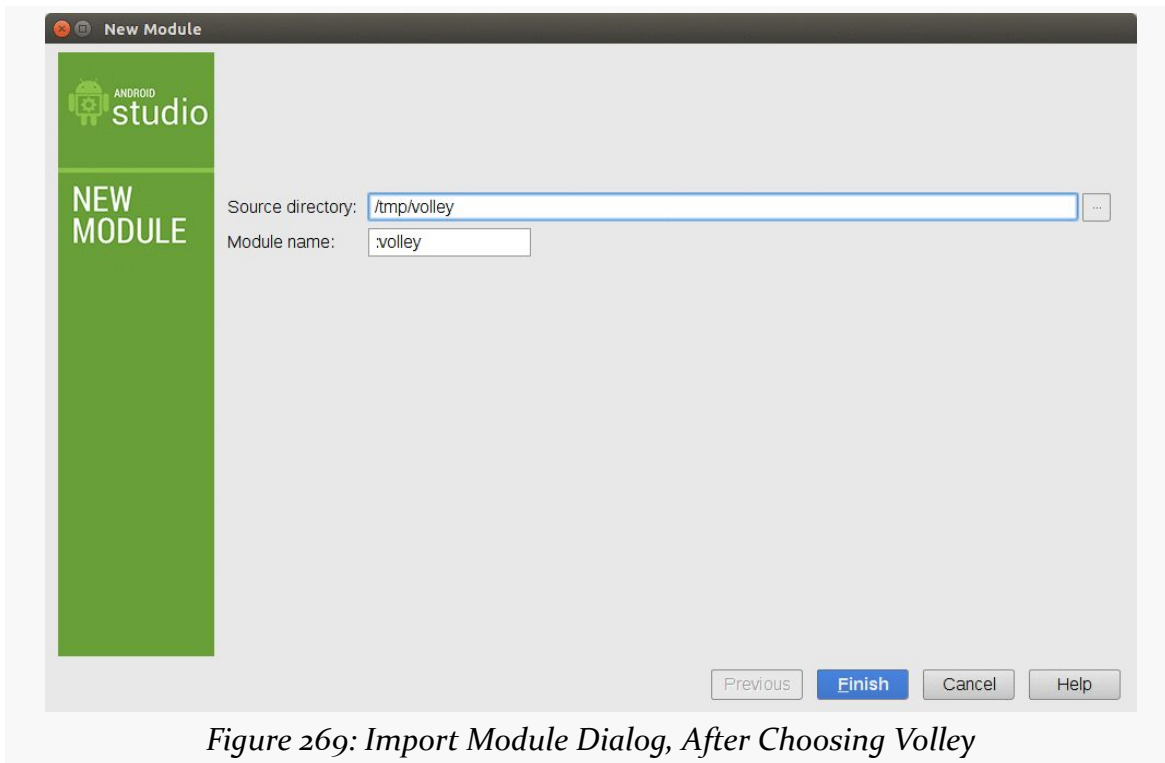 New Module
ANDROID
studio
NEW
MODULE
Source directory: /tmp/volley ...
Module name: :volley
Previous Finish Cancel Help
Figure 269: Import Module Dialog, After Choosing Volley